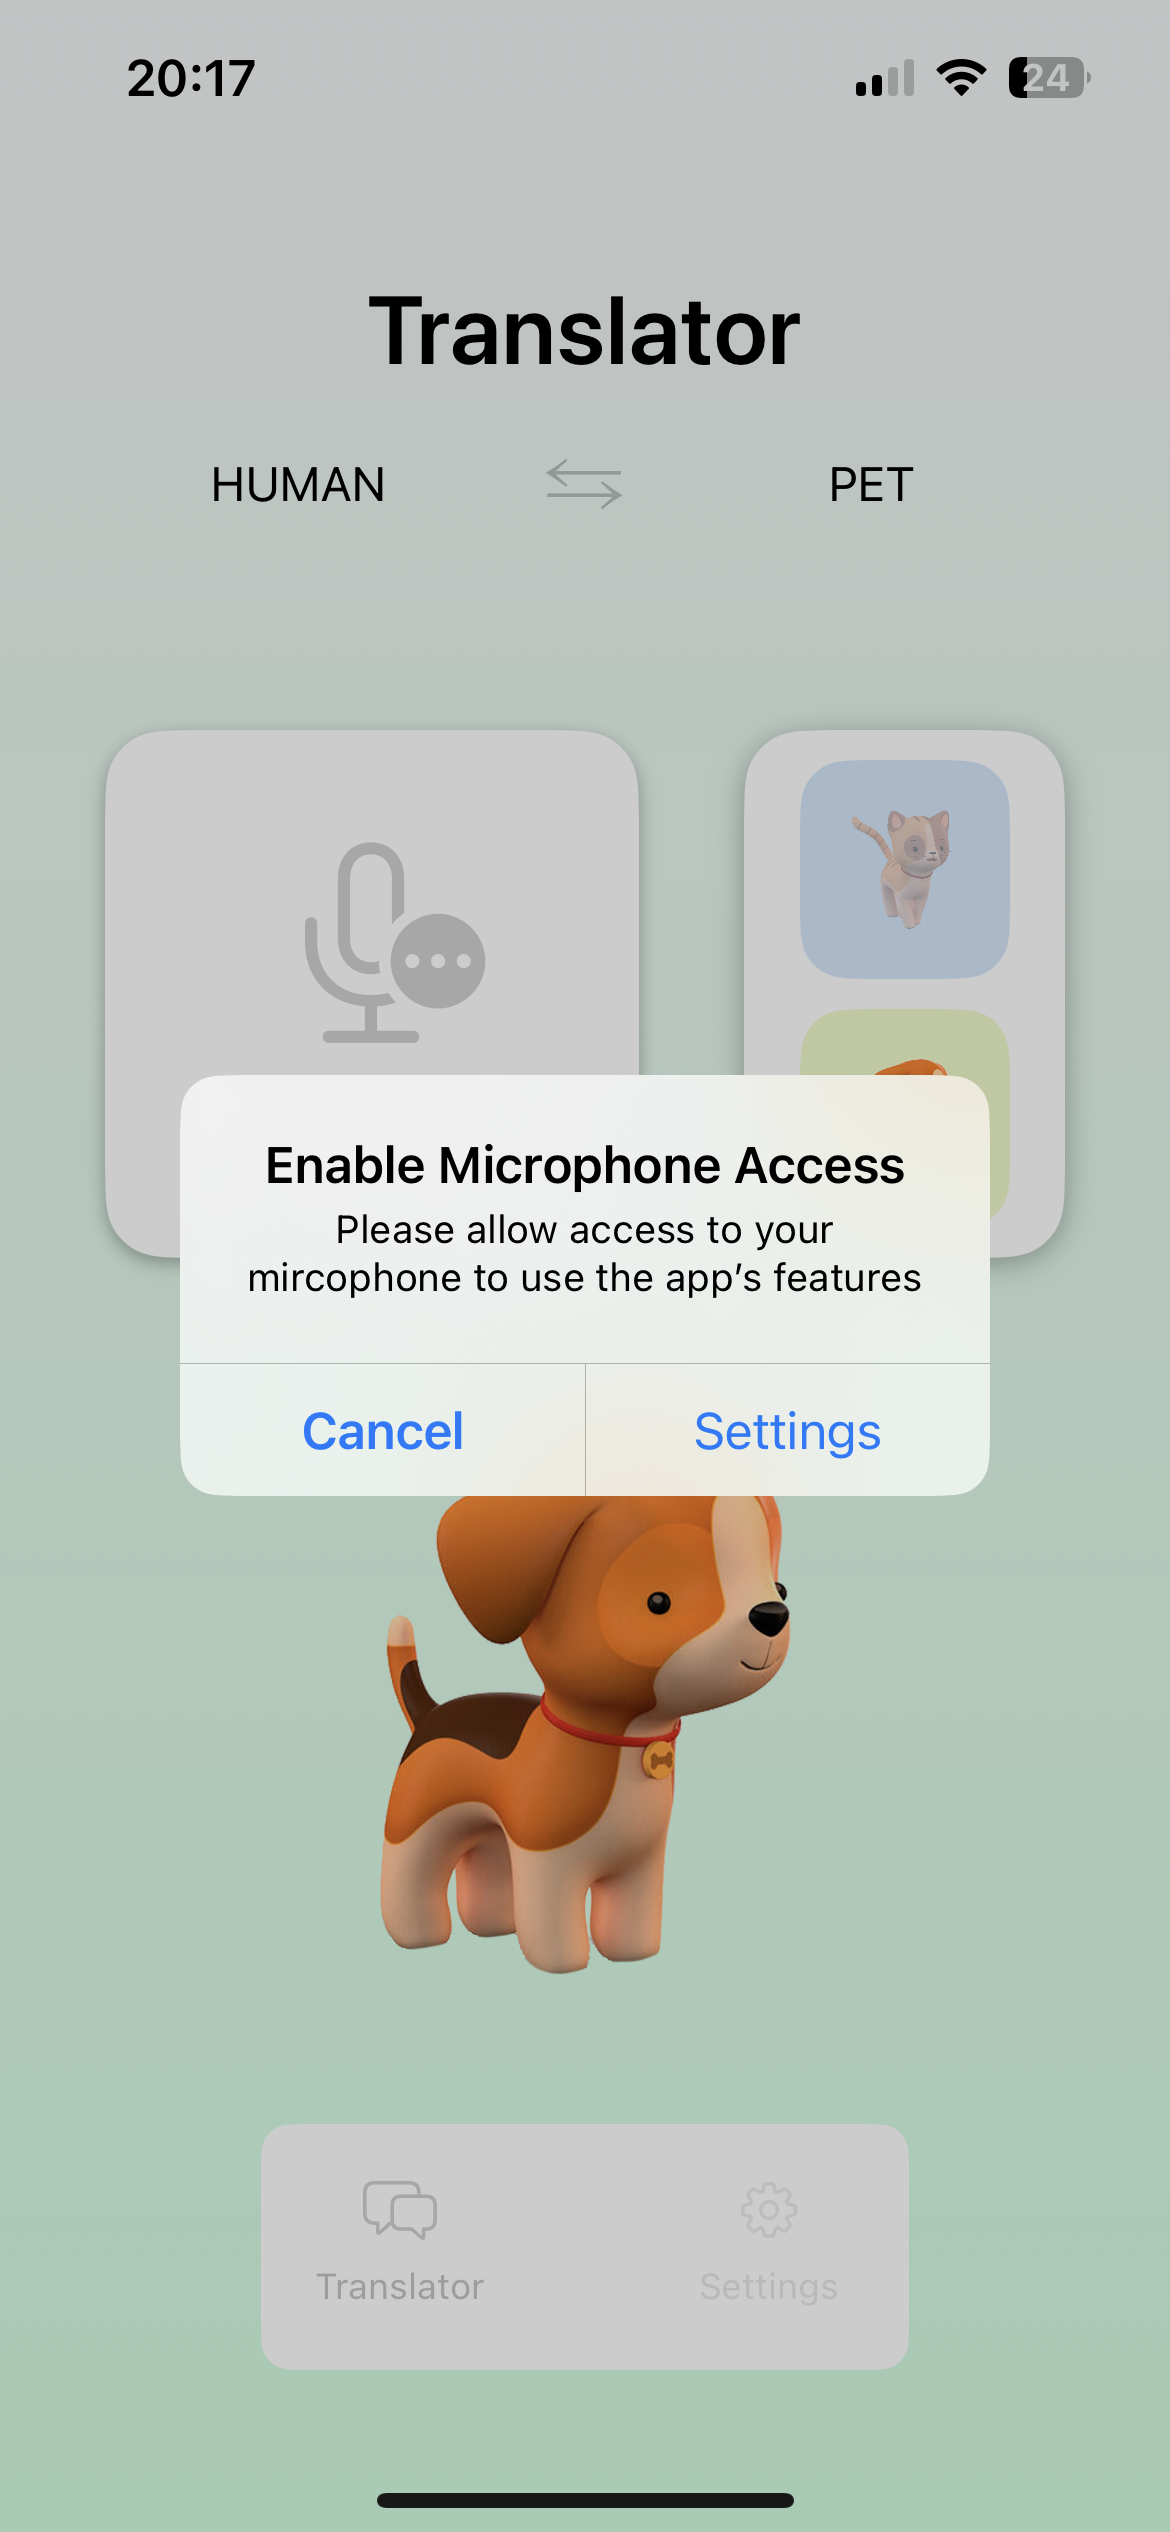 20:17
24
Translator
HUMAN
PET
Enable Microphone Access
Please allow access to your
mircophone to use the app’s features
Cancel
Settings
Translator
Settings